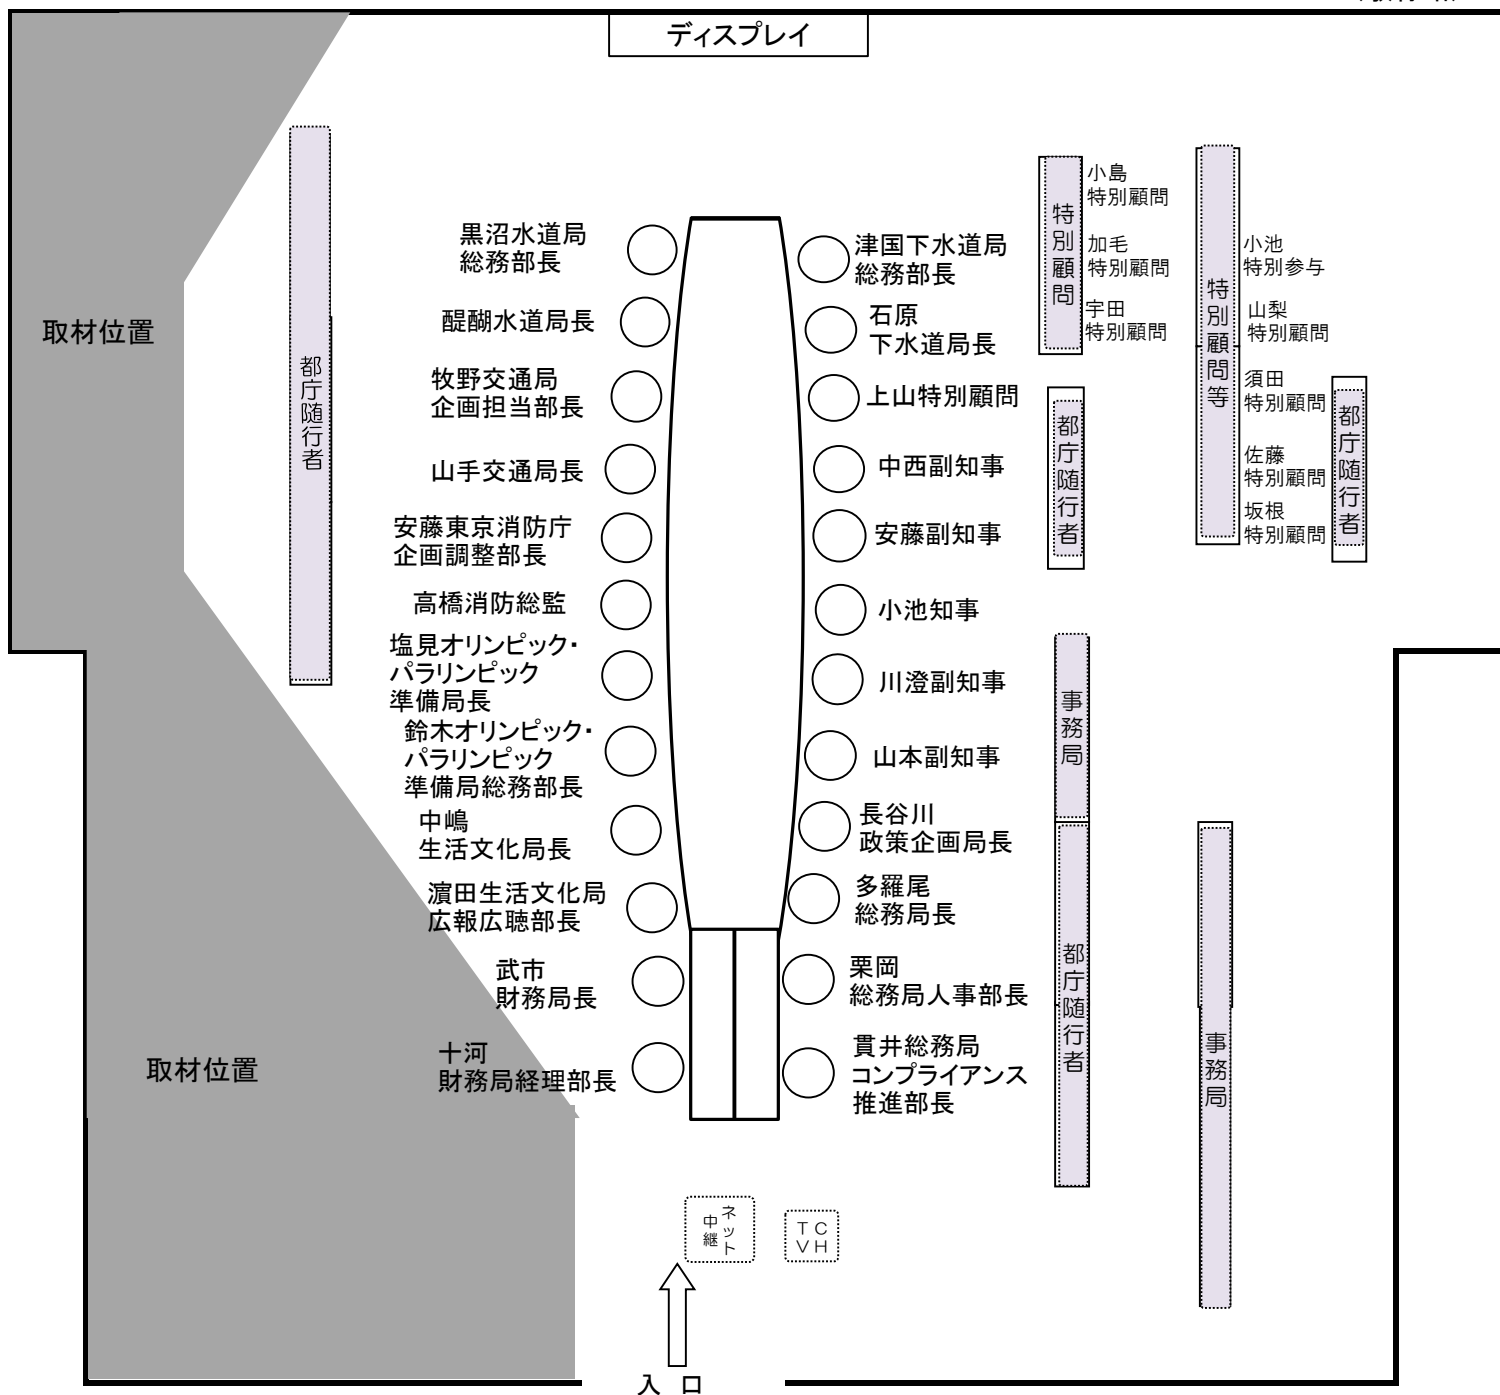 ディスプレイ
取材位置
都庁随行者
黒沼水道局
総務部長
醍醐水道局長
牧野交通局
企画担当部長
山手交通局長
安藤東京消防庁
企画調整部長
高橋消防総監
塩見オリンピック・
パラリンピック
準備局長
鈴木オリンピック・
パラリンピック
準備局総務部長
中嶋
生活文化局長
濵田生活文化局
広報広聴部長
武市
財務局長
十河
財務局経理部長
取材位置
津国下水道局
総務部長
石原
下水道局長
上山特別顧問
中西副知事
安藤副知事
小池知事
川澄副知事
山本副知事
長谷川
政策企画局長
多羅尾
総務局長
栗岡
総務局人事部長
貫井総務局
コンプライアンス
推進部長
特別顧問
小島
特別顧問
加毛
特別顧問
宇田
特別顧問
特別顧問等
小池
特別参与
山梨
特別顧問
須田
特別顧問
佐藤
特別顧問
坂根
特別顧問
都庁随行者
都庁随行者
事務局
都庁随行者
事務局
ネット
中継
TC
VH
入口